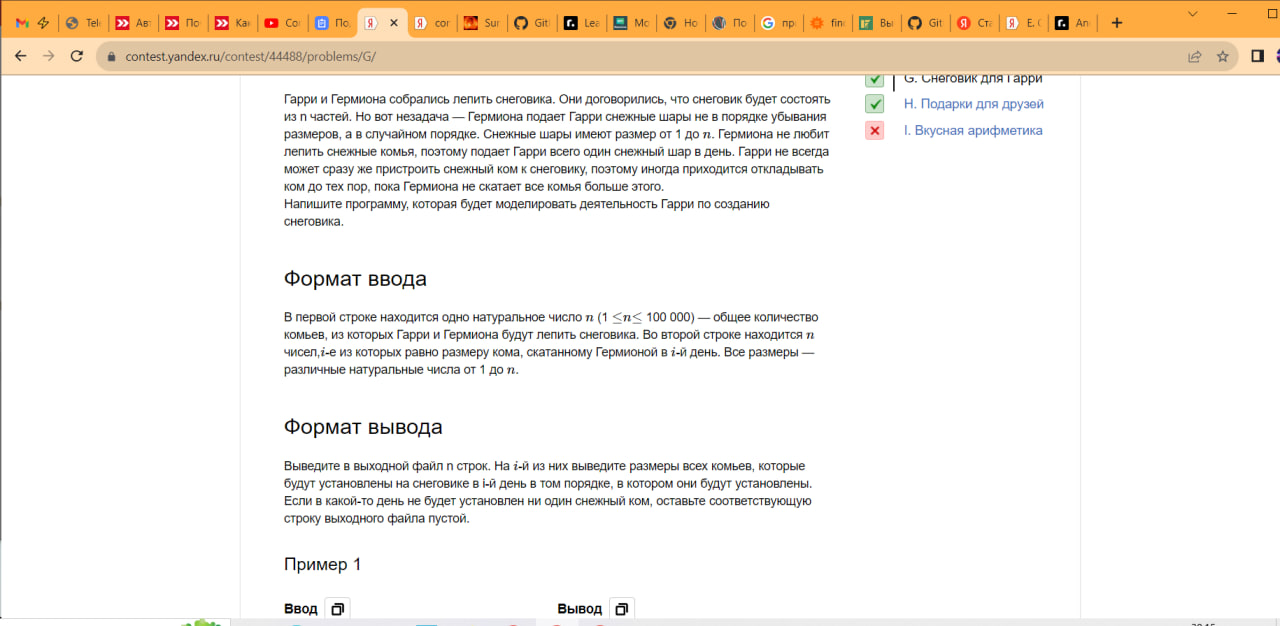 Tele
Авт
По
Как
Co
По.
cor
Sur
Git
Lea
Mo
Но
По
про
fin
Вы
Git
Ста
E. C
An
contest.yandex.ru/contest/44488/problems/G/
G. Снеговик для Гарри
H. Подарки для друзей
I. Вкусная арифметика
Гарри и Гермиона собрались лепить снеговика. Они договорились, что снеговик будет состоять
из n частей. Но вот незадача — Гермиона подает Гарри снежные шары не в порядке убывания
размеров, а в случайном порядке. Снежные шары имеют размер от 1 до n. Гермиона не любит
лепить снежные комья, поэтому подает Гарри всего один снежный шар в день. Гарри не всегда
может сразу же пристроить снежный ком к снеговику, поэтому иногда приходится откладывать
ком до тех пор, пока Гермиона не скатает все комья больше этого.
Напишите программу, которая будет моделировать деятельность Гарри по созданию
снеговика.
Формат ввода
В первой строке находится одно натуральное число n (1 ≤n≤ 100 000) — общее количество
комьев, из которых Гарри и Гермиона будут лепить снеговика. Во второй строке находится n
чисел,i-е из которых равно размеру кома, скатанному Гермионой в i-й день. Все размеры —
различные натуральные числа от 1 до n.
Формат вывода
Выведите в выходной файл n строк. На i-й из них выведите размеры всех комьев, которые
будут установлены на снеговике в i-й день в том порядке, в котором они будут установлены.
Если в какой-то день не будет установлен ни один снежный ком, оставьте соответствующую
строку выходного файла пустой.
Пример 1
Ввод
Вывод